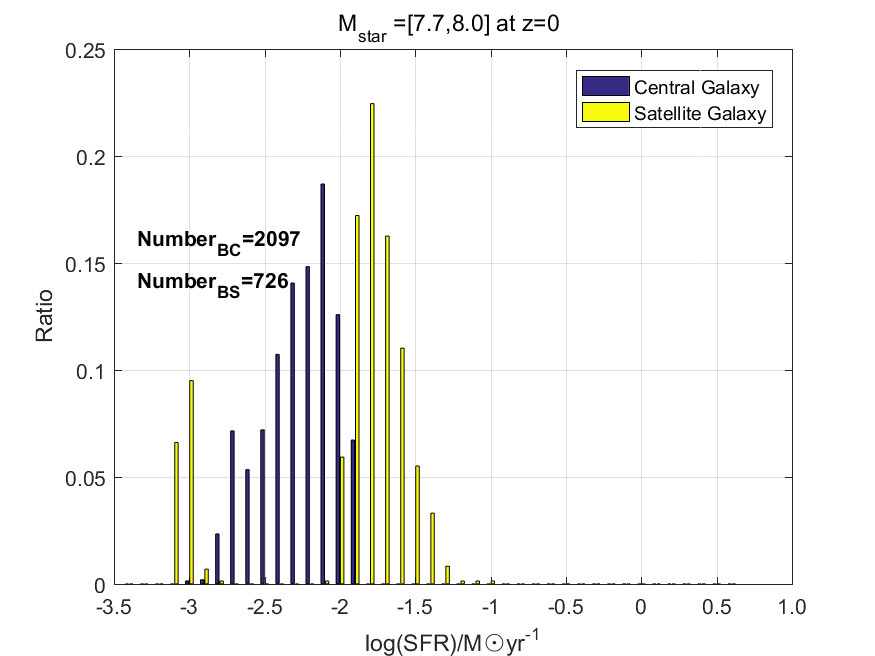 M_star =[7.7,8.0] at z=0
0.25
0.2
0.15
0.1
0.05
0
Ratio
Central Galaxy
Satellite Galaxy
Number_BC=2097
Number_BS=726
-3.5 -3 -2.5 -2 -1.5 -1 -0.5 0 0.5 1.0
log(SFR)/M☉yr^-1